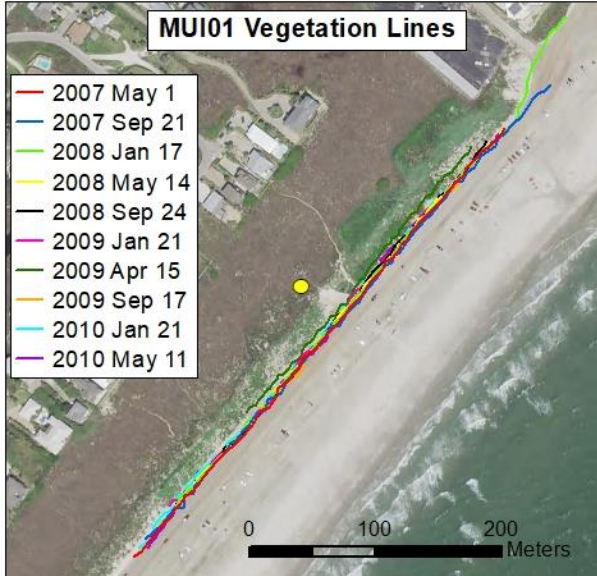 MUI01 Vegetation Lines
2007 May 1
2007 Sep 21
2008 Jan 17
2008 May 14
2008 Sep 24
2009 Jan 21
2009 Apr 15
2009 Sep 17
2010 Jan 21
2010 May 11
0 100 200
Meters